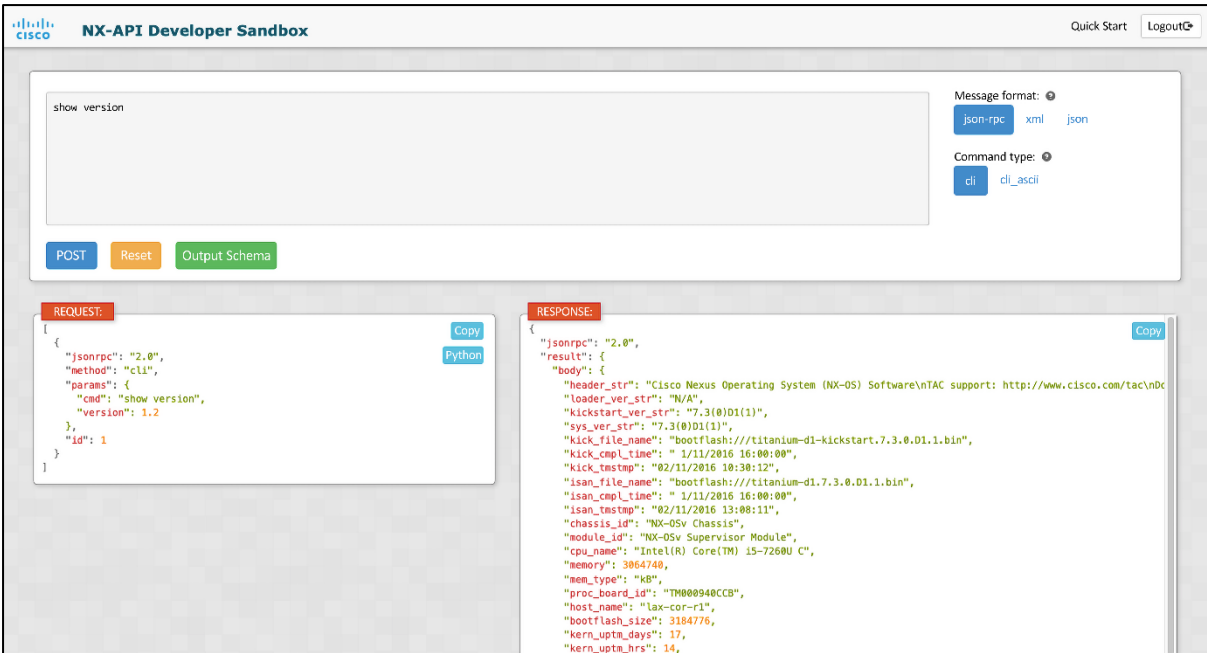 CISCO
NX-API Developer Sandbox
Quick Start
Logout
show version
Message format:
json-rpc xml json
Command type:
cli cli_ascii
POST Reset Output Schema
REQUEST:
Copy
Python
[
{
"jsonrpc": "2.0",
"method": "cli",
"params": {
"cmd": "show version",
"version": 1.2
},
"id": 1
}
]
RESPONSE:
Copy
{
"jsonrpc": "2.0",
"result": {
"body": {
"header_str": "Cisco Nexus Operating System (NX-OS) Software\nTAC support: http://www.cisco.com/tac\nDo
"loader_ver_str": "N/A",
"kickstart_ver_str": "7.3(0)D1(1)",
"sys_ver_str": "7.3(0)D1(1)",
"kick_file_name": "bootflash:///titanium-d1-kickstart.7.3.0.D1.1.bin",
"kick_cmpl_time": " 1/11/2016 16:00:00",
"kick_tmstmp": "02/11/2016 10:30:12",
"isan_file_name": "bootflash:///titanium-d1.7.3.0.D1.1.bin",
"isan_cmpl_time": " 1/11/2016 16:00:00",
"isan_tmstmp": "02/11/2016 13:08:11",
"chassis_id": "NX-OSv Chassis",
"module_id": "NX-OSv Supervisor Module",
"cpu_name": "Intel(R) Core(TM) i5-7260U C",
"memory": 3064740,
"mem_type": "kB",
"proc_board_id": "TM000940CCB",
"host_name": "lax-cor-r1",
"bootflash_size": 3184776,
"kern_uptm_days": 17,
"kern_uptm_hrs": 14,